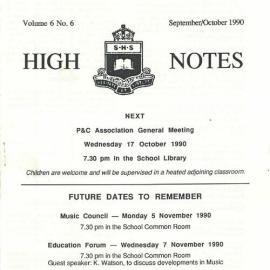 Volume 6 No. 6 September/October 1990
S·H·S
HIGH NOTES
NEXT
P&C Association General Meeting
Wednesday 17 October 1990
7.30 pm in the School Library
Children are welcome and will be supervised in a heated adjoining classroom.
FUTURE DATES TO REMEMBER
Music Council — Monday 5 November 1990
7.30 pm in the School Common Room
Education Forum — Wednesday 7 November 1990
7.30 pm in the School Common Room
Guest speaker: K. Watson, to discuss developments in Music